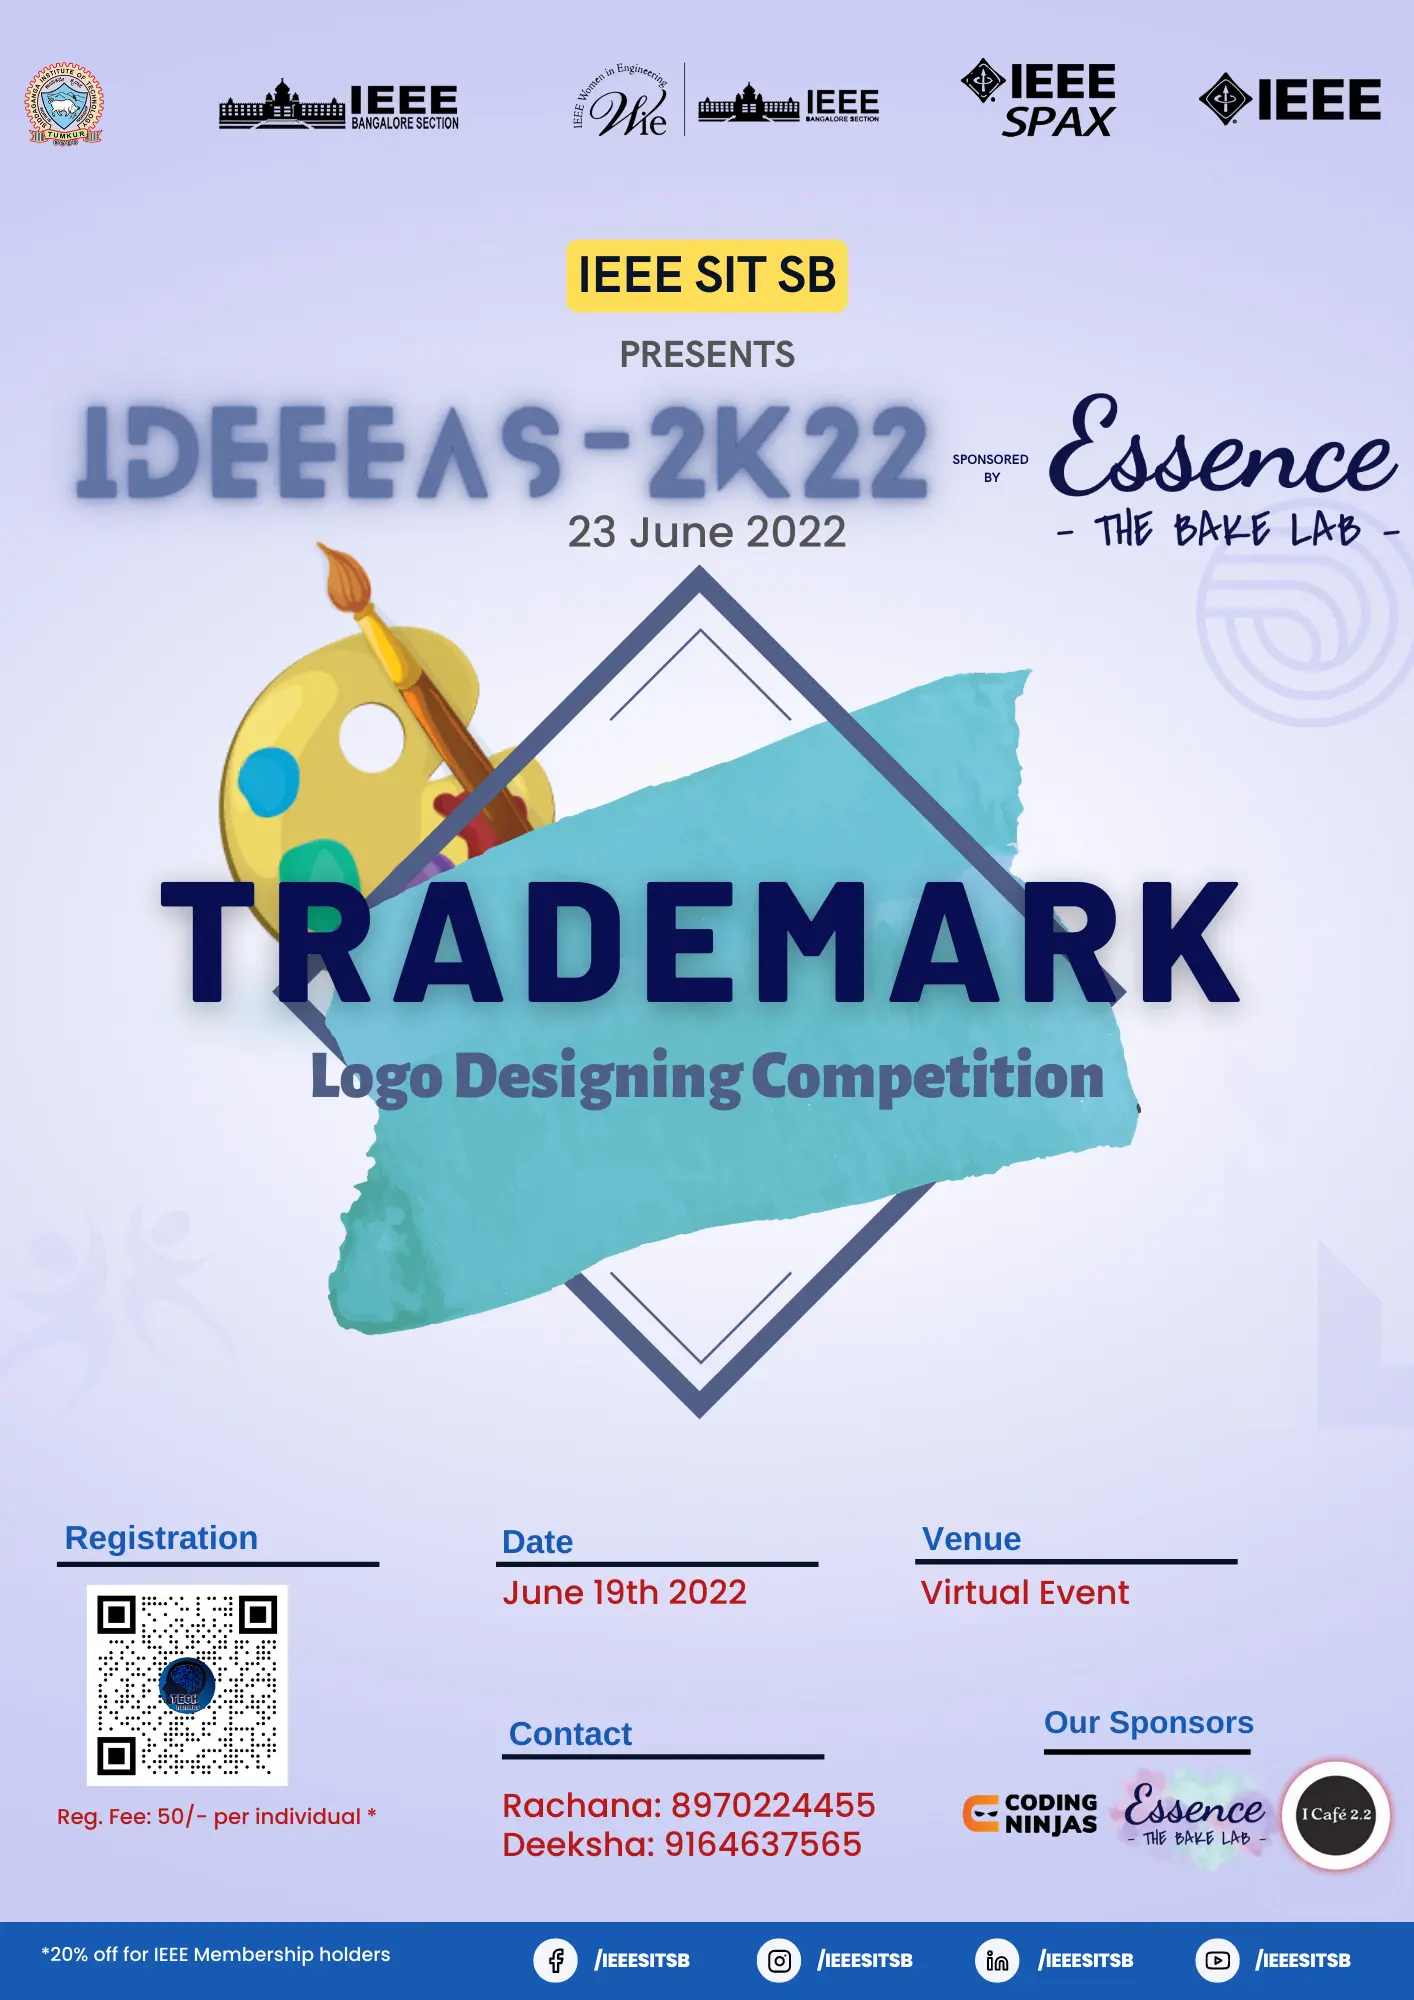 SIDDAGANGA INSTITUTE OF TECHNOLOGY
TUMKUR
IEEE
BANGALORE SECTION
IEEE Women in Engineering
Wie
IEEE
BANGALORE SECTION
IEEE
SPAX
IEEE
IEEE SIT SB
PRESENTS
IDEEEAS-2K22
SPONSORED
BY
Essence
- THE BAKE LAB -
23 June 2022
TRADEMARK
Logo Designing Competition
Registration
Date
June 19th 2022
Venue
Virtual Event
TECH
Reg. Fee: 50/- per individual *
Contact
Rachana: 8970224455
Deeksha: 9164637565
Our Sponsors
CODING
NINJAS
Essence
- THE BAKE LAB -
I Café 2.2
*20% off for IEEE Membership holders
/IEEESITSB
/IEEESITSB
/IEEESITSB
/IEEESITSB